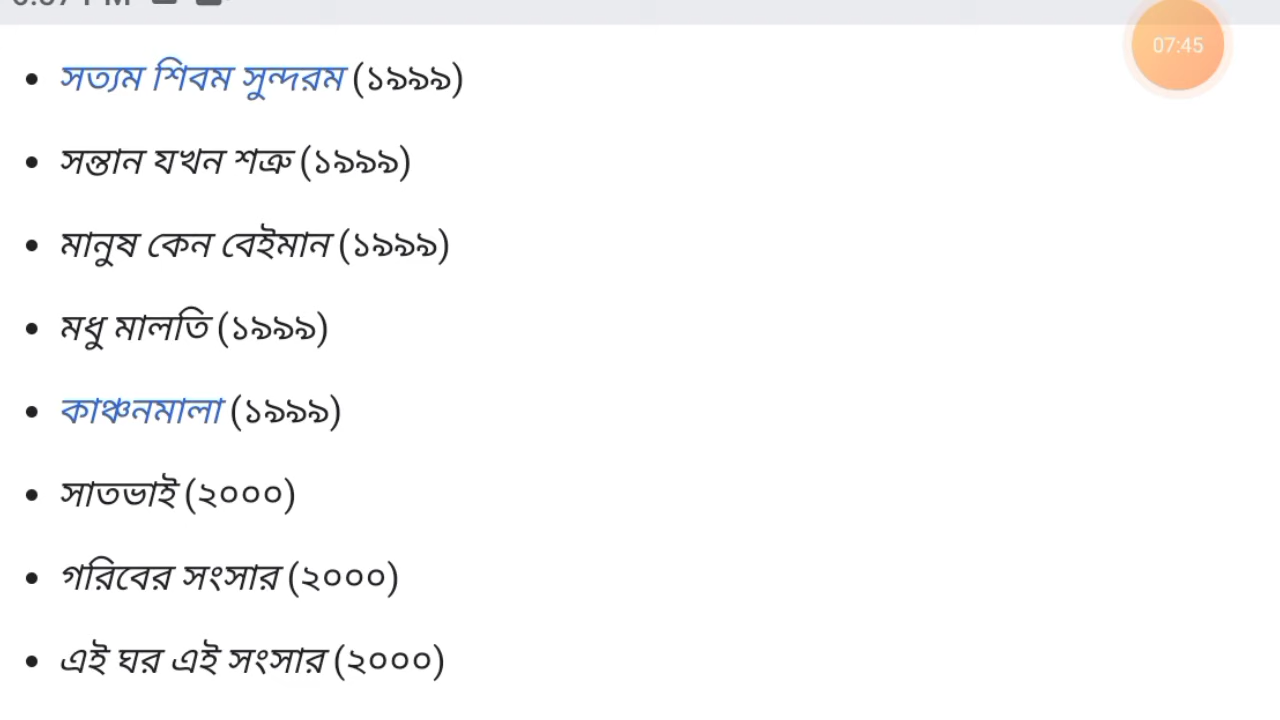 07:45
সত্যম শিবম সুন্দরম (১৯৯৯)
সন্তান যখন শত্রু (১৯৯৯)
মানুষ কেন বেইমান (১৯৯৯)
মধু মালতি (১৯৯৯)
কাঞ্চনমালা (১৯৯৯)
সাতভাই (২০০০)
গরিবের সংসার (২০০০)
এই ঘর এই সংসার (২০০০)